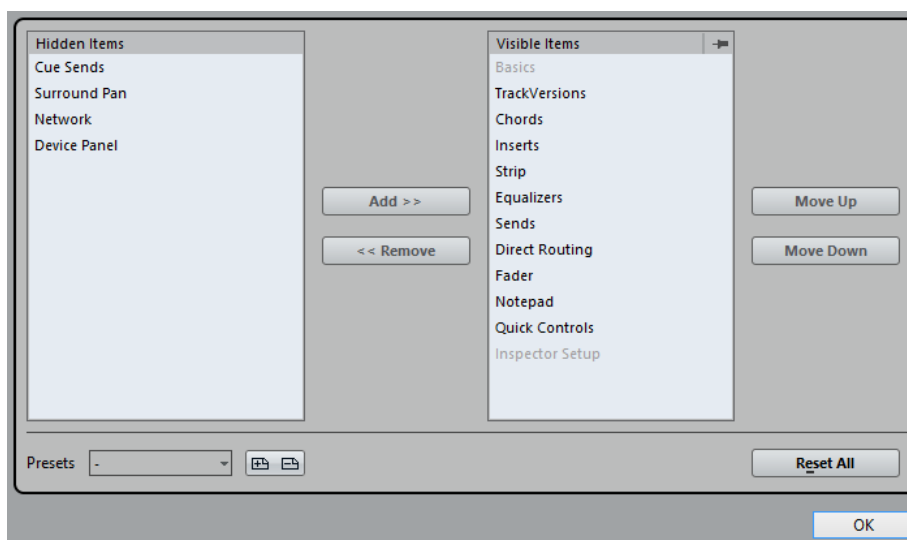 Hidden Items
Cue Sends
Surround Pan
Network
Device Panel
Add >>
<< Remove
Visible Items
Basics
TrackVersions
Chords
Inserts
Strip
Equalizers
Sends
Direct Routing
Fader
Notepad
Quick Controls
Inspector Setup
Move Up
Move Down
Presets
-
Reset All
OK